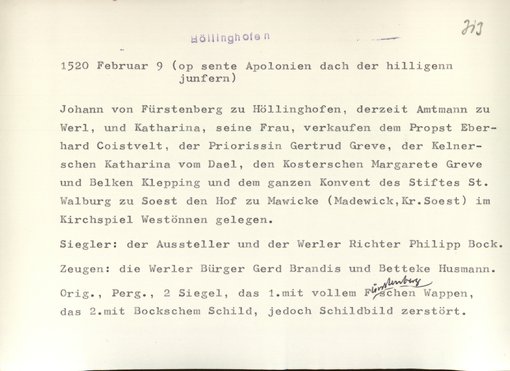 Höllinghofen
313
1520 Februar 9 (op sente Apolonien dach der hilligenn
junfern)
Johann von Fürstenberg zu Höllinghofen, derzeit Amtmann zu
Werl, und Katharina, seine Frau, verkaufen dem Propst Eber-
hard Coistvelt, der Priorissin Gertrud Greve, der Kelner-
schen Katharina vom Dael, den Kosterschen Margarete Greve
und Belken Klepping und dem ganzen Konvent des Stiftes St.
Walburg zu Soest den Hof zu Mawicke (Madewick,Kr.Soest) im
Kirchspiel Westönnen gelegen.
Siegler: der Aussteller und der Werler Richter Philipp Bock.
Zeugen: die Werler Bürger Gerd Brandis und Betteke Husmann.
Orig., Perg., 2 Siegel, das 1.mit vollem Fürstenbergschen Wappen,
das 2.mit Bockschem Schild, jedoch Schildbild zerstört.